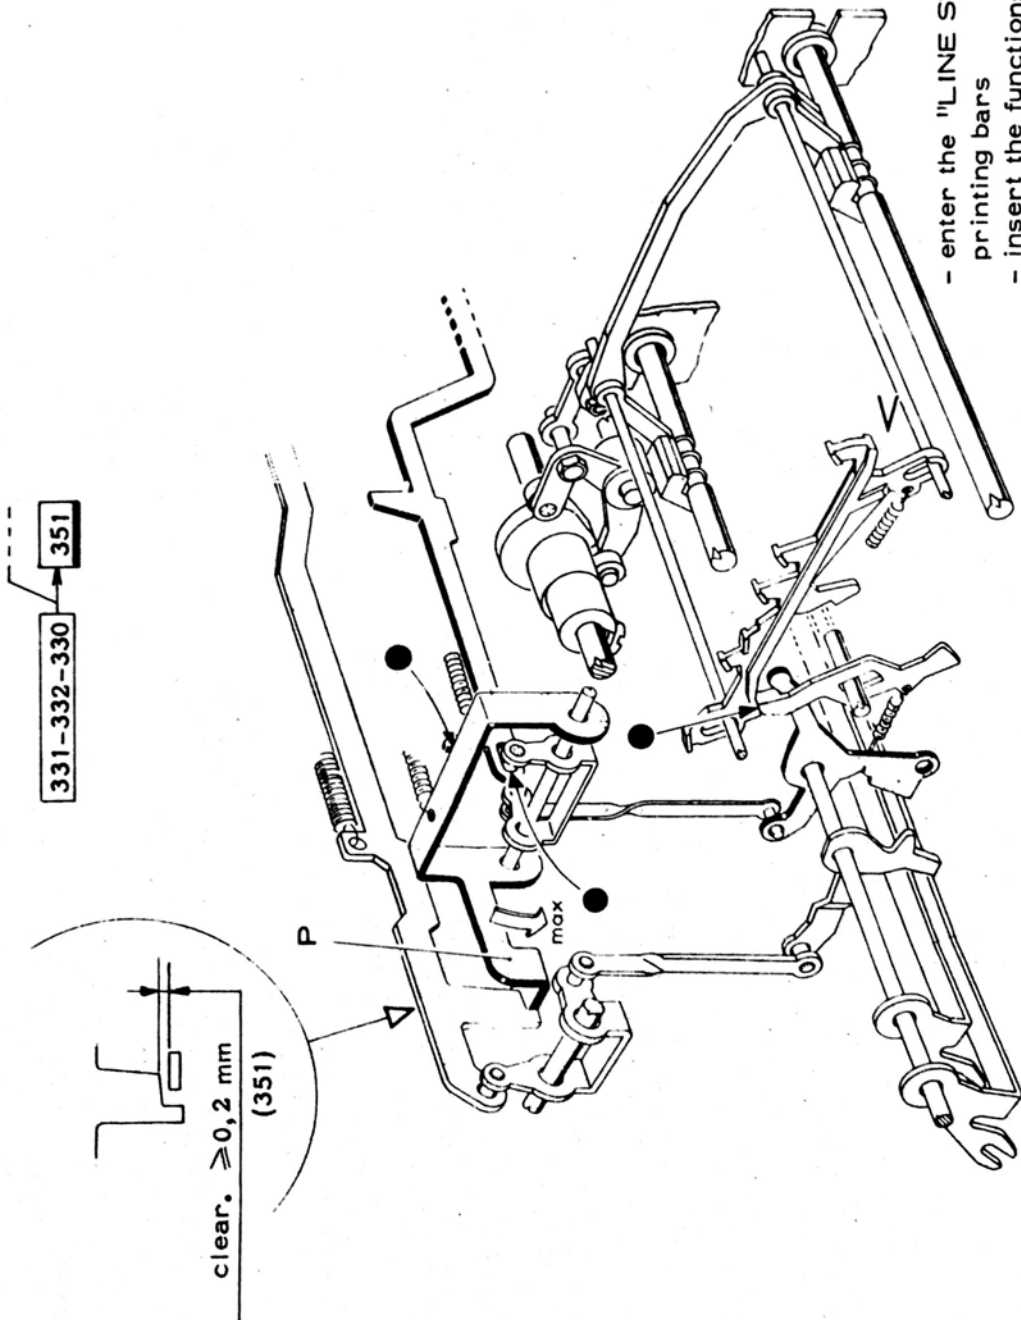 331-332-330
351
clear. ≥0,2 mm
(351)
P
max
- enter the "LINE S
printing bars
- insert the function